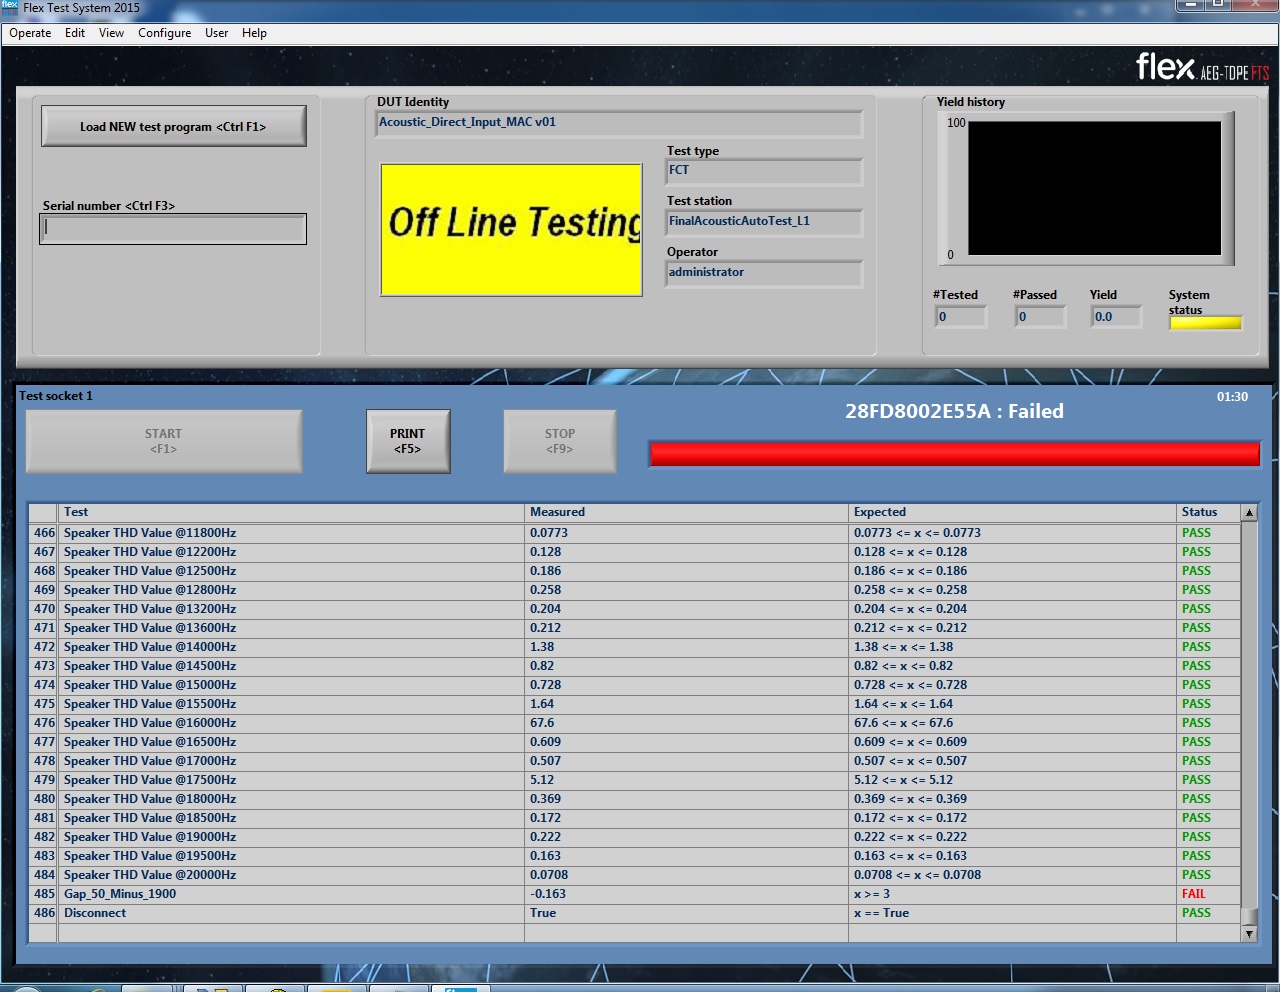 flex Flex Test System 2015
Operate Edit View Configure User Help
flex. AEG-TDPE FTS
Load NEW test program <Ctrl F1>
Serial number <Ctrl F3>
DUT Identity
Acoustic_Direct_Input_MAC v01
Off Line Testing
Test type
FCT
Test station
FinalAcousticAutoTest_L1
Operator
administrator
Yield history
100
0
#Tested #Passed Yield System status
0 0 0.0
Test socket 1
START <F1>
PRINT <F5>
STOP <F9>
28FD8002E55A : Failed
01:30
Test Measured Expected Status
466 Speaker THD Value @11800Hz 0.0773 0.0773 <= x <= 0.0773 PASS
467 Speaker THD Value @12200Hz 0.128 0.128 <= x <= 0.128 PASS
468 Speaker THD Value @12500Hz 0.186 0.186 <= x <= 0.186 PASS
469 Speaker THD Value @12800Hz 0.258 0.258 <= x <= 0.258 PASS
470 Speaker THD Value @13200Hz 0.204 0.204 <= x <= 0.204 PASS
471 Speaker THD Value @13600Hz 0.212 0.212 <= x <= 0.212 PASS
472 Speaker THD Value @14000Hz 1.38 1.38 <= x <= 1.38 PASS
473 Speaker THD Value @14500Hz 0.82 0.82 <= x <= 0.82 PASS
474 Speaker THD Value @15000Hz 0.728 0.728 <= x <= 0.728 PASS
475 Speaker THD Value @15500Hz 1.64 1.64 <= x <= 1.64 PASS
476 Speaker THD Value @16000Hz 67.6 67.6 <= x <= 67.6 PASS
477 Speaker THD Value @16500Hz 0.609 0.609 <= x <= 0.609 PASS
478 Speaker THD Value @17000Hz 0.507 0.507 <= x <= 0.507 PASS
479 Speaker THD Value @17500Hz 5.12 5.12 <= x <= 5.12 PASS
480 Speaker THD Value @18000Hz 0.369 0.369 <= x <= 0.369 PASS
481 Speaker THD Value @18500Hz 0.172 0.172 <= x <= 0.172 PASS
482 Speaker THD Value @19000Hz 0.222 0.222 <= x <= 0.222 PASS
483 Speaker THD Value @19500Hz 0.163 0.163 <= x <= 0.163 PASS
484 Speaker THD Value @20000Hz 0.0708 0.0708 <= x <= 0.0708 PASS
485 Gap_50_Minus_1900 -0.163 x >= 3 FAIL
486 Disconnect True x == True PASS